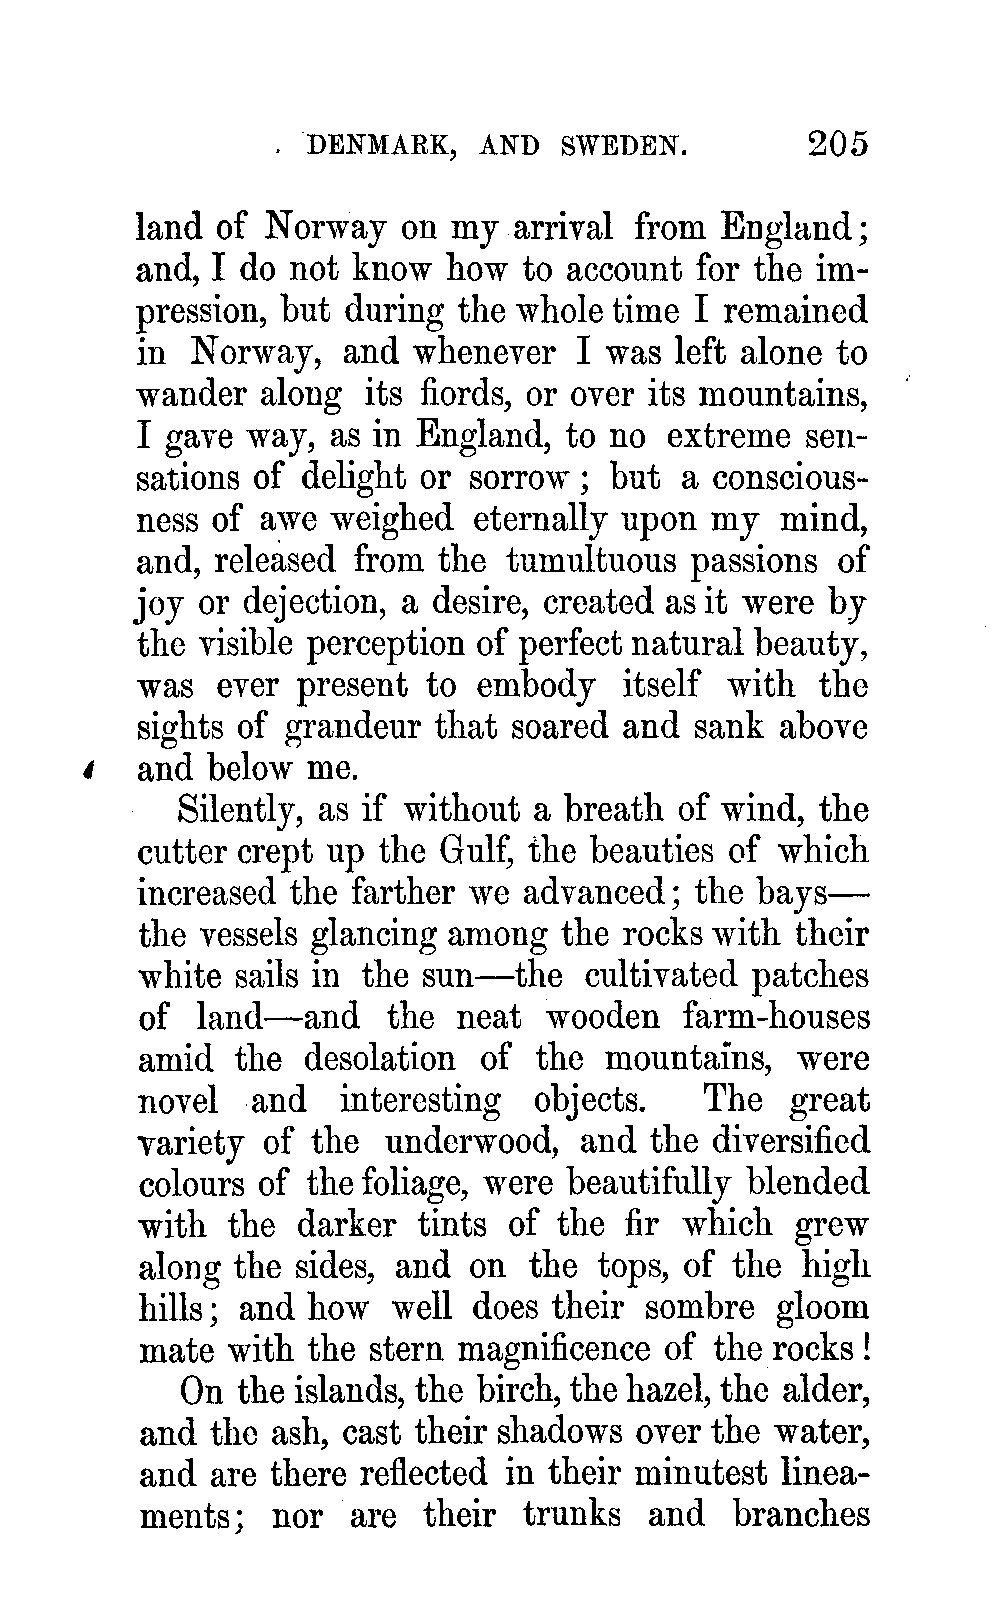 DENMARK, AND SWEDEN. 205
land of Norway on my arrival from England;
and, I do not know how to account for the im-
pression, but during the whole time I remained
in Norway, and whenever I was left alone to
wander along its fiords, or over its mountains,
I gave way, as in England, to no extreme sen-
sations of delight or sorrow; but a conscious-
ness of awe weighed eternally upon my mind,
and, released from the tumultuous passions of
joy or dejection, a desire, created as it were by
the visible perception of perfect natural beauty,
was ever present to embody itself with the
sights of grandeur that soared and sank above
and below me.
Silently, as if without a breath of wind, the
cutter crept up the Gulf, the beauties of which
increased the farther we advanced; the bays—
the vessels glancing among the rocks with their
white sails in the sun—the cultivated patches
of land—and the neat wooden farm-houses
amid the desolation of the mountains, were
novel and interesting objects. The great
variety of the underwood, and the diversified
colours of the foliage, were beautifully blended
with the darker tints of the fir which grew
along the sides, and on the tops, of the high
hills; and how well does their sombre gloom
mate with the stern magnificence of the rocks!
On the islands, the birch, the hazel, the alder,
and the ash, cast their shadows over the water,
and are there reflected in their minutest linea-
ments; nor are their trunks and branches